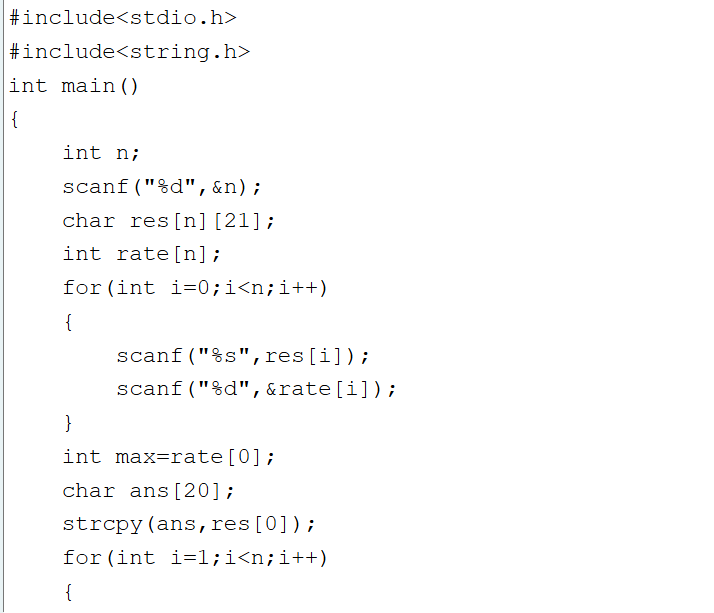 #include<stdio.h>
#include<string.h>
int main()
{
    int n;
    scanf("%d",&n);
    char res[n][21];
    int rate[n];
    for(int i=0;i<n;i++)
    {
        scanf("%s",res[i]);
        scanf("%d",&rate[i]);
    }
    int max=rate[0];
    char ans[20];
    strcpy(ans,res[0]);
    for(int i=1;i<n;i++)
    {